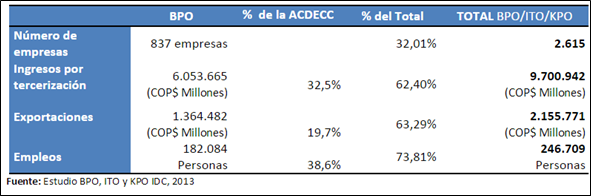 BPO % de la ACDECC % del Total TOTAL BPO/ITO/KPO
Número de empresas 837 empresas 32,01% 2.615
Ingresos por tercerización 6.053.665 (COP$ Millones) 32,5% 62,40% 9.700.942 (COP$ Millones)
Exportaciones 1.364.482 (COP$ Millones) 19,7% 63,29% 2.155.771 (COP$ Millones)
Empleos 182.084 Personas 38,6% 73,81% 246.709 Personas
Fuente: Estudio BPO, ITO y KPO IDC, 2013